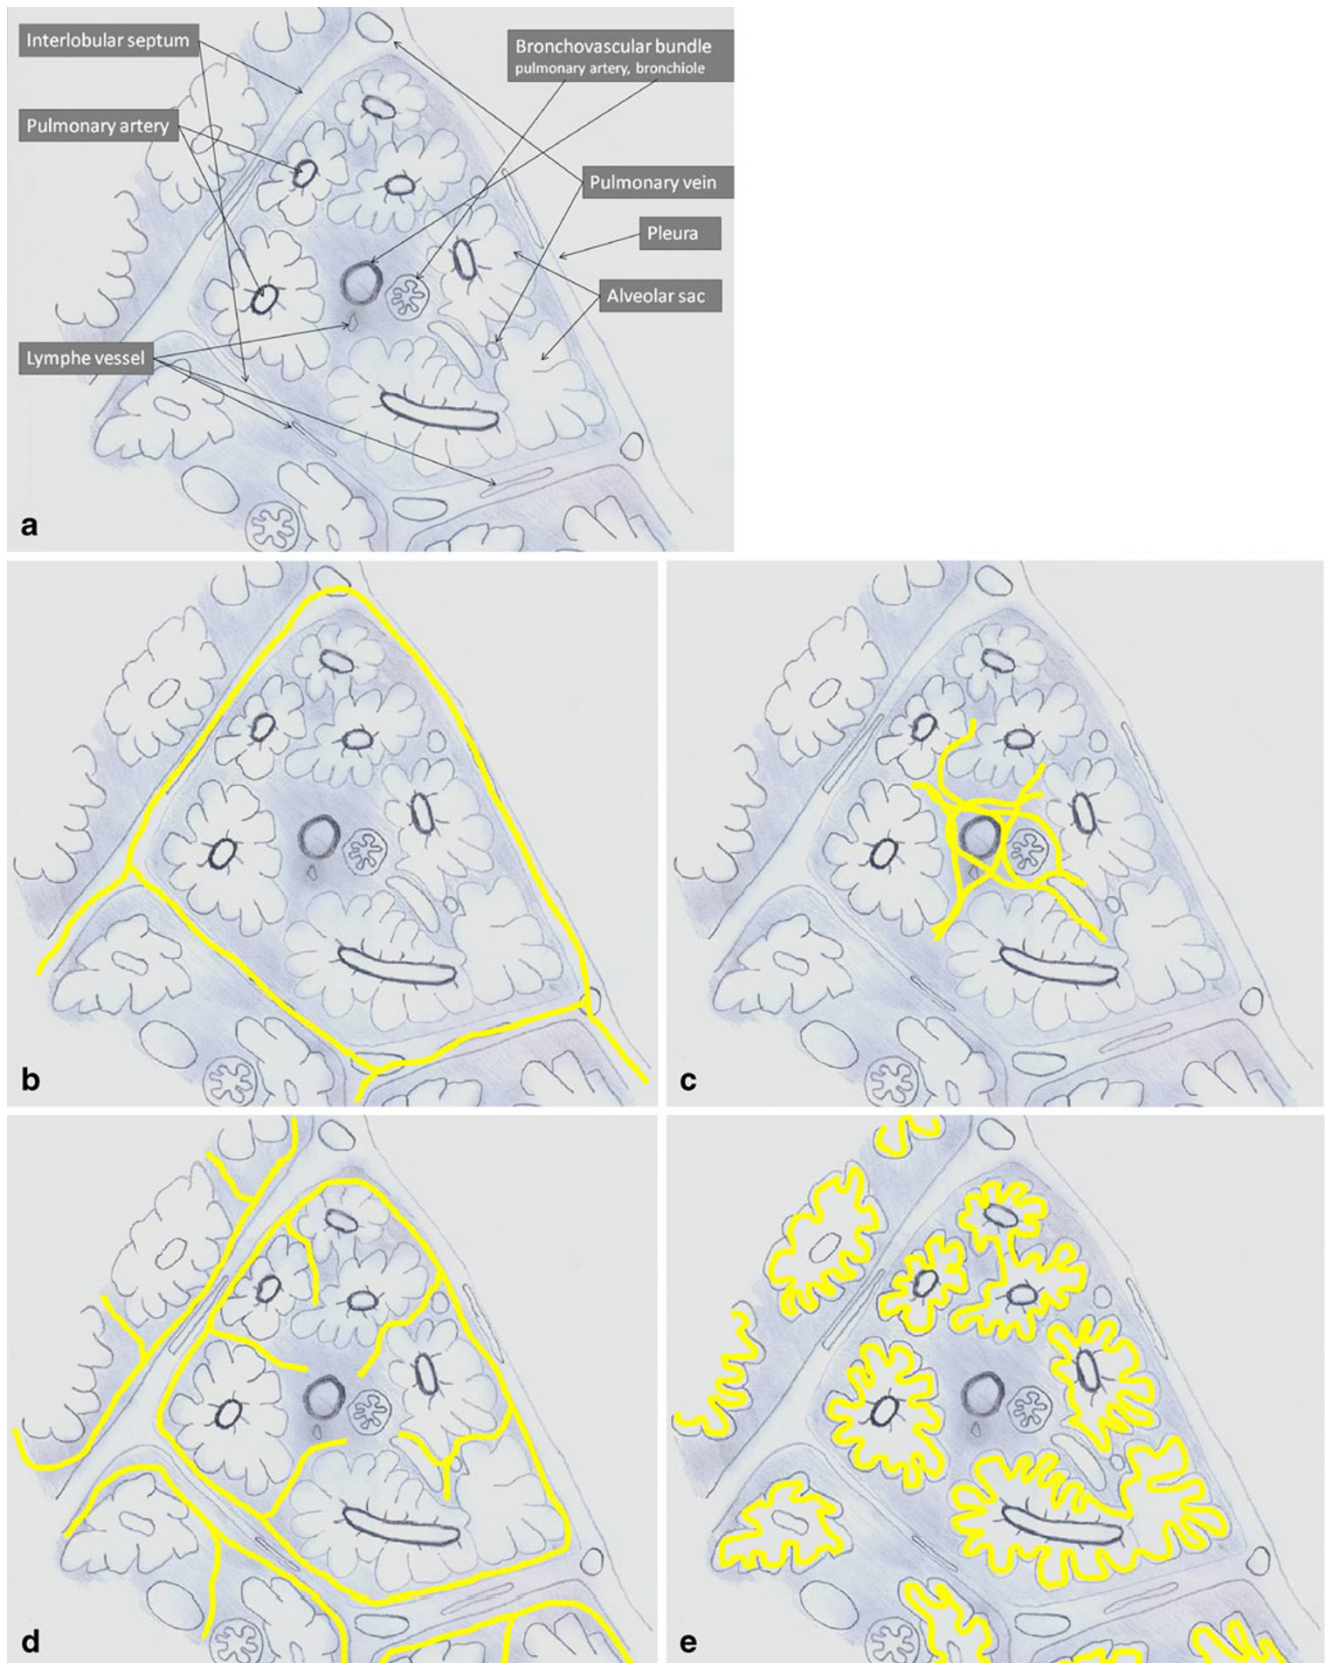 Interlobular septum
Bronchovascular bundle
pulmonary artery, bronchiole
Pulmonary artery
Pulmonary vein
Pleura
Alveolar sac
Lymphe vessel
a
b
c
d
e